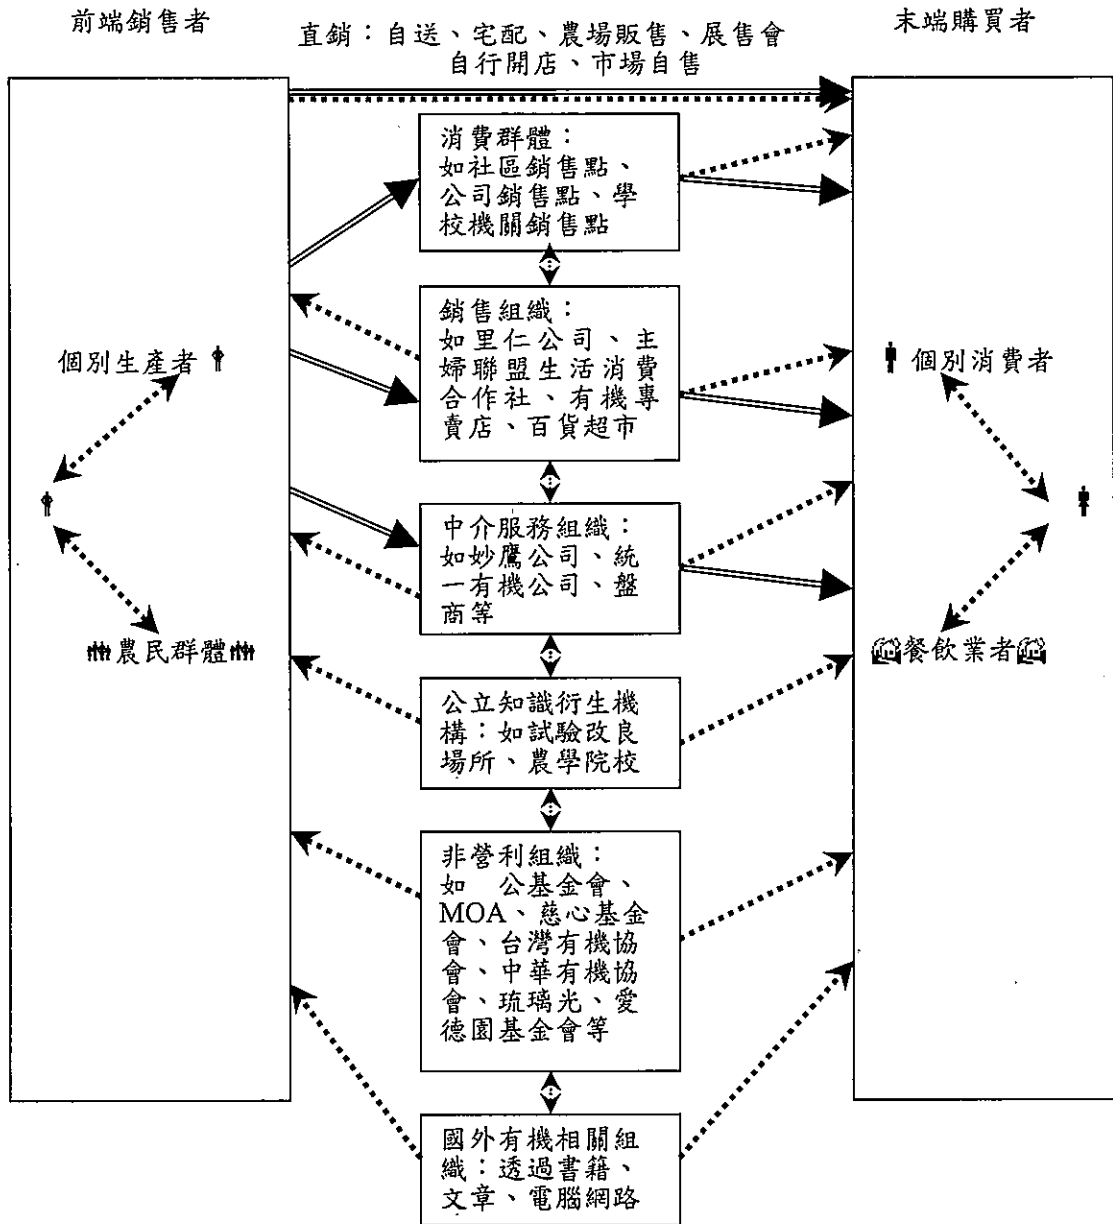 前端銷售者
直銷：自送、宅配、農場販售、展售會
自行開店、市場自售
末端購買者
消費群體：
如社區銷售點、
公司銷售點、學
校機關銷售點
銷售組織：
如里仁公司、主
婦聯盟生活消費
合作社、有機專
賣店、百貨超市
個別生產者
個別消費者
中介服務組織：
如妙鷹公司、統
一有機公司、盤
商等
農民群體
餐飲業者
公立知識衍生機
構：如試驗改良
場所、農學院校
非營利組織：
如　公基金會、
MOA、慈心基金
會、台灣有機協
會、中華有機協
會、琉璃光、愛
德園基金會等
國外有機相關組
織：透過書籍、
文章、電腦網路